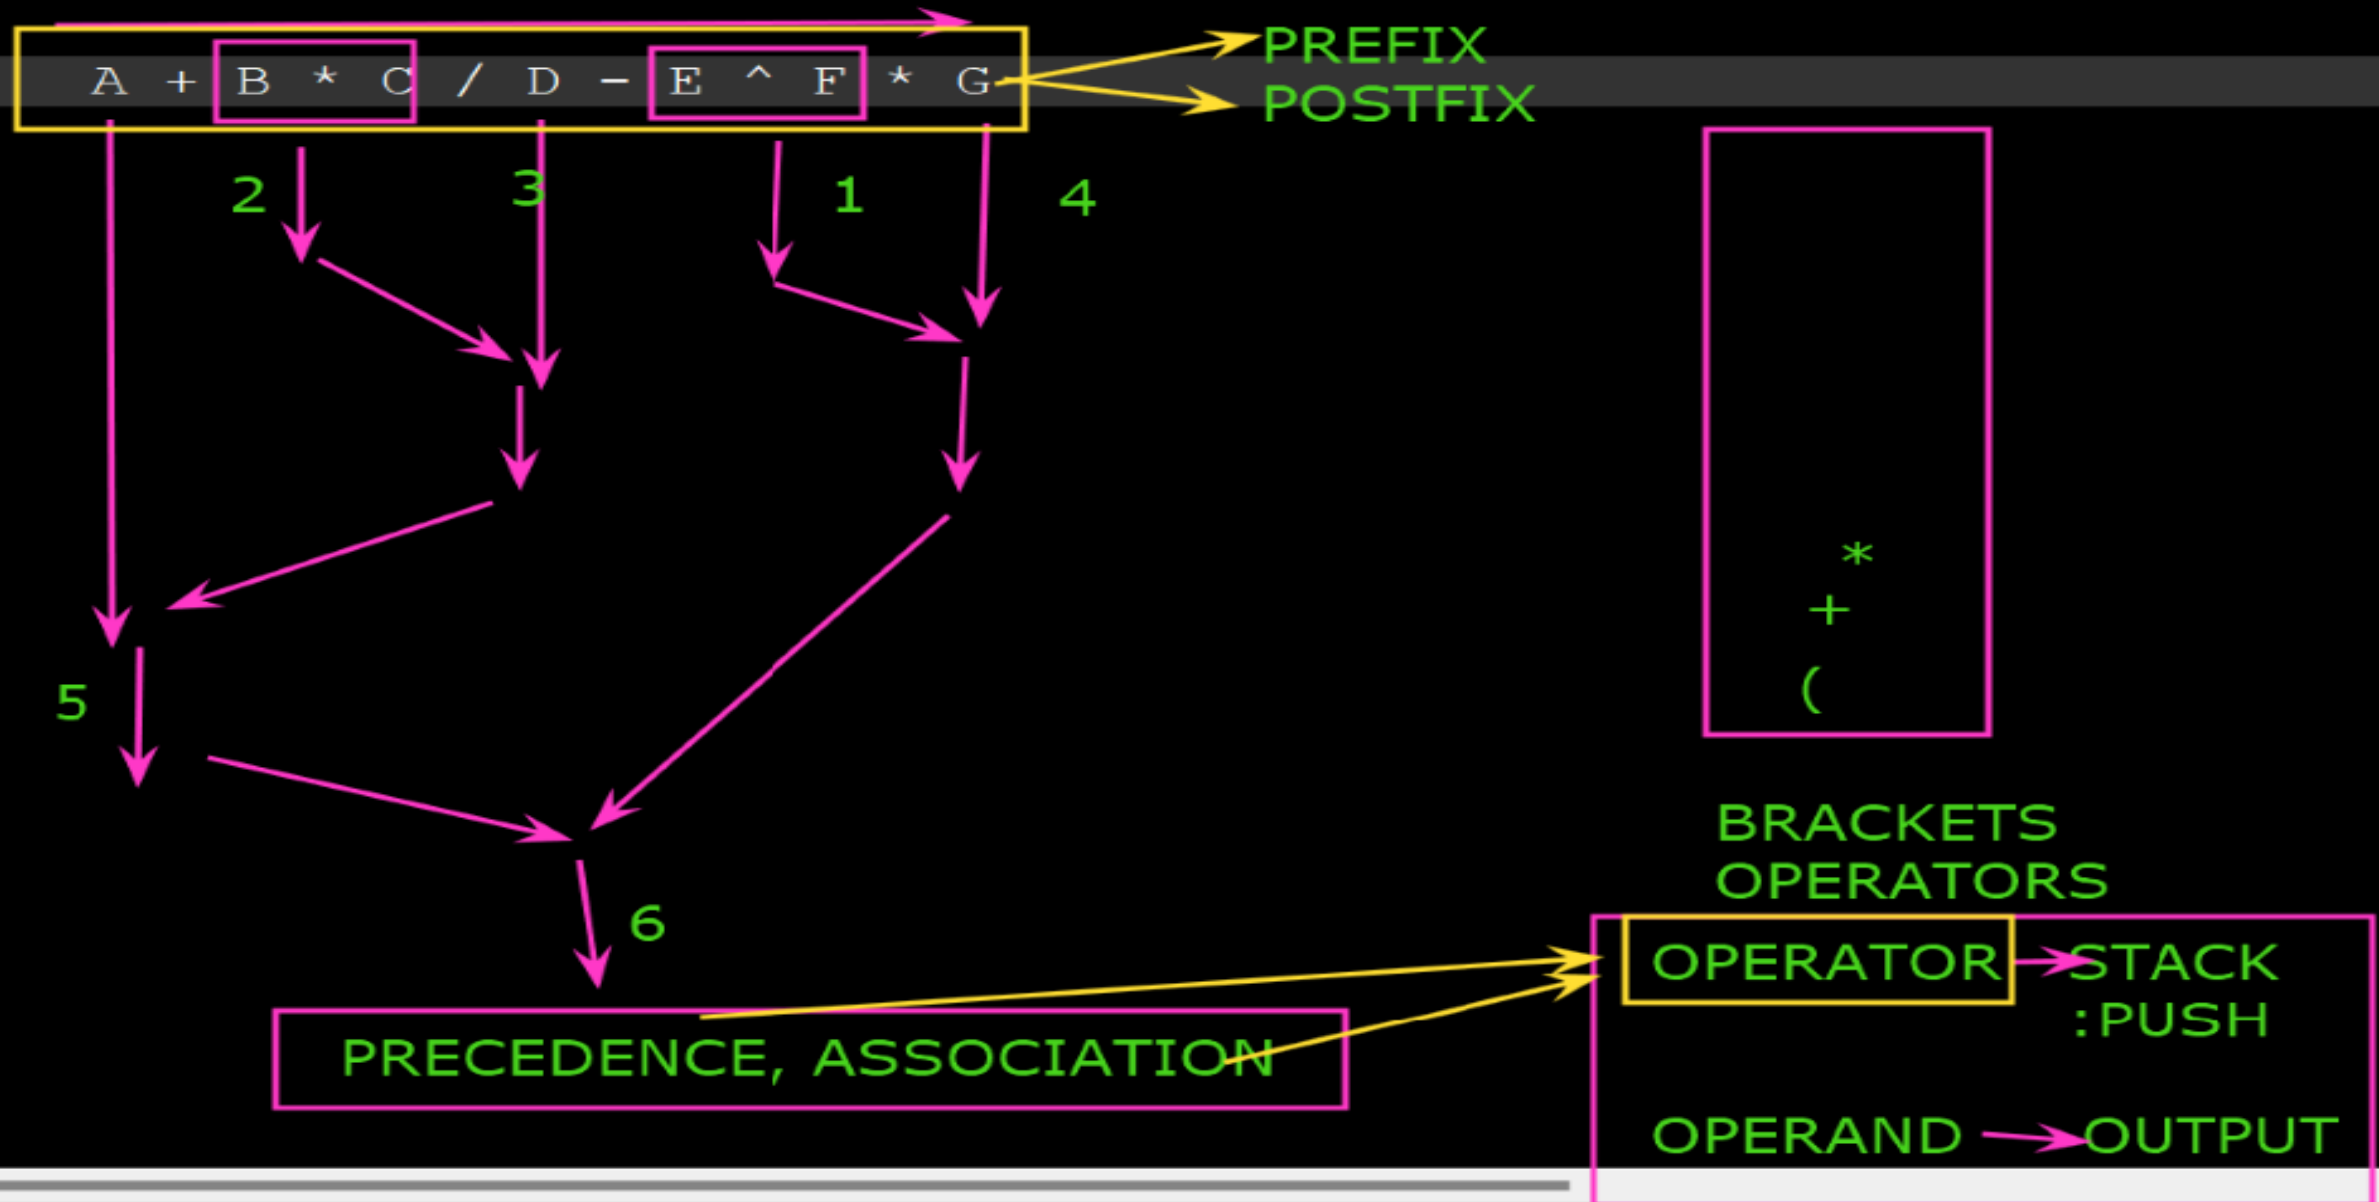 A + B * C / D - E ^ F * G
PREFIX
POSTFIX
2
3
1
4
*
+
(
5
BRACKETS
OPERATORS
6
OPERATOR
STACK
:PUSH
PRECEDENCE, ASSOCIATION
OPERAND
OUTPUT